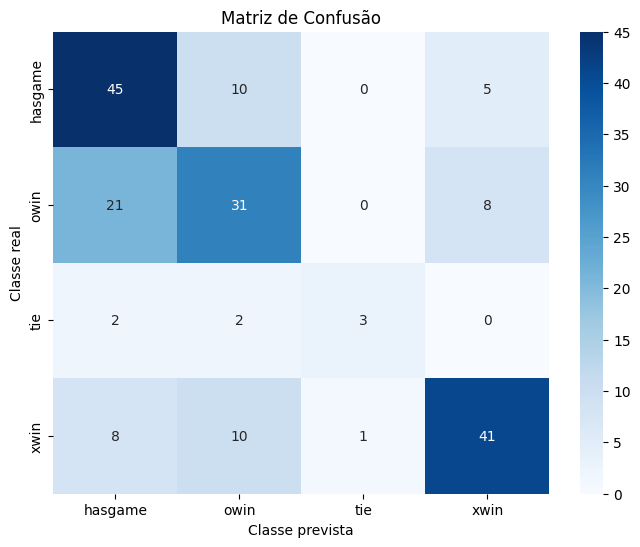 Matriz de Confusão
Classe real
hasgame
45
10
0
5
owin
21
31
0
8
tie
2
2
3
0
xwin
8
10
1
41
hasgame
owin
tie
xwin
Classe prevista
45
40
35
30
25
20
15
10
5
0